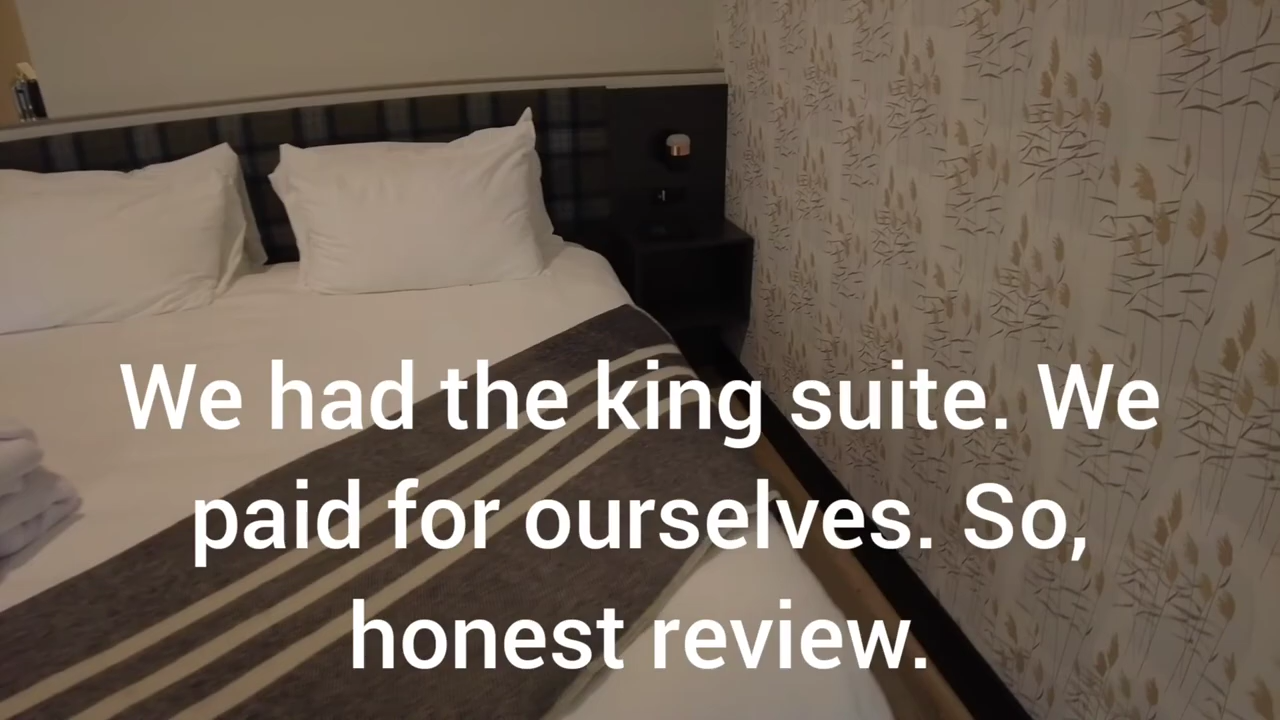 We had the king suite. We
paid for ourselves. So,
honest review.